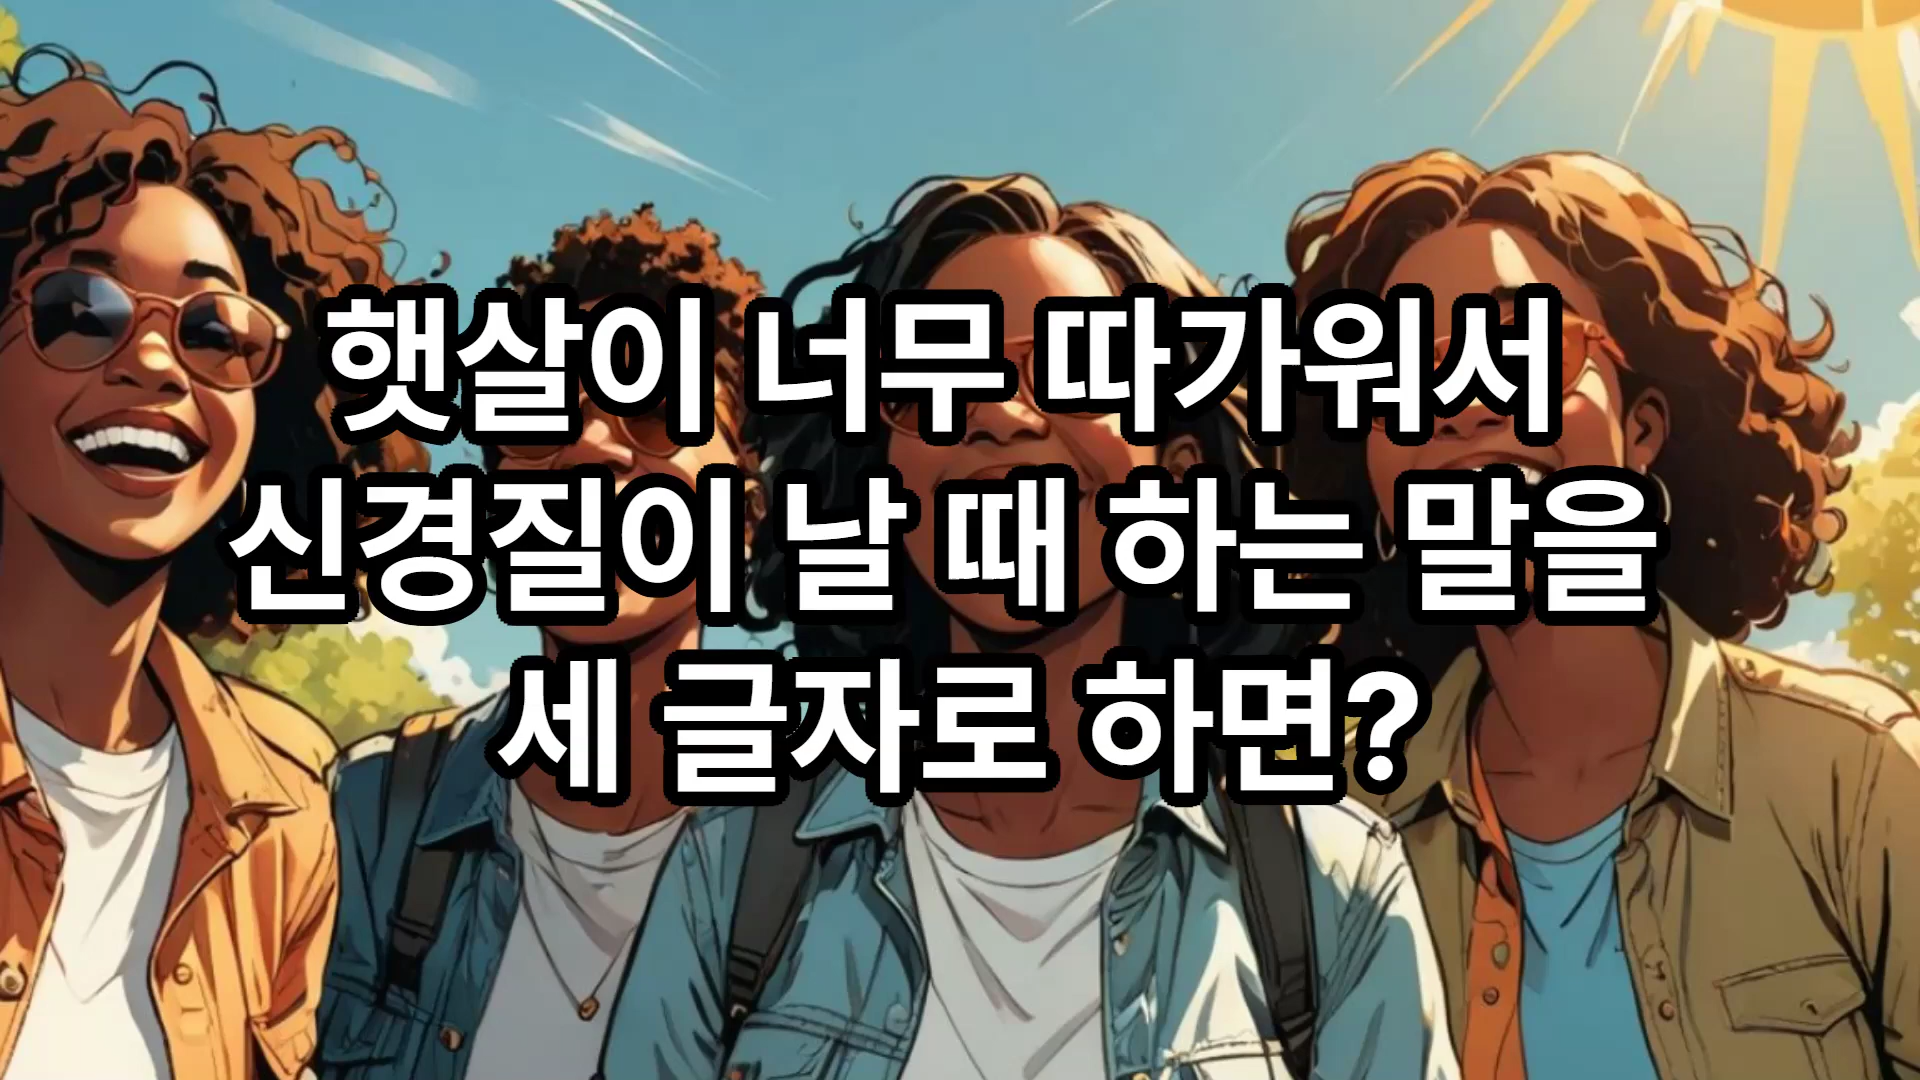 햇살이 너무 따가워서
신경질이 날 때 하는 말을
세 글자로 하면?